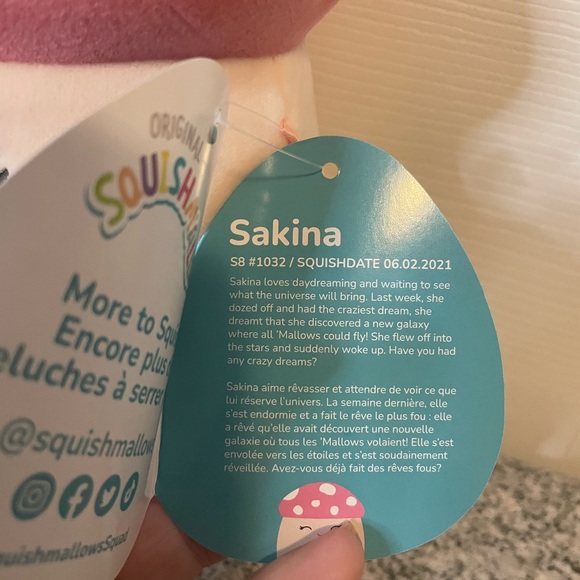 ORIGINAL
More to
Encore plus
à serrer
@squishmallows
Sakina
S8 #1032 / SQUISHDATE 06.02.2021
Sakina loves daydreaming and waiting to see
what the universe will bring. Last week, she
dozed off and had the craziest dream, she
dreamt that she discovered a new galaxy
where all 'Mallows could fly! She flew off into
the stars and suddenly woke up. Have you had
any crazy dreams?
Sakina aime rêvasser et attendre de voir ce que
lui réserve l'univers. La semaine dernière, elle
s'est endormie et a fait le rêve le plus fou : elle
a rêvé qu'elle avait découvert une nouvelle
galaxie où tous les 'Mallows volaient! Elle s'est
envolée vers les étoiles et s'est soudainement
réveillée. Avez-vous déjà fait des rêves fous?